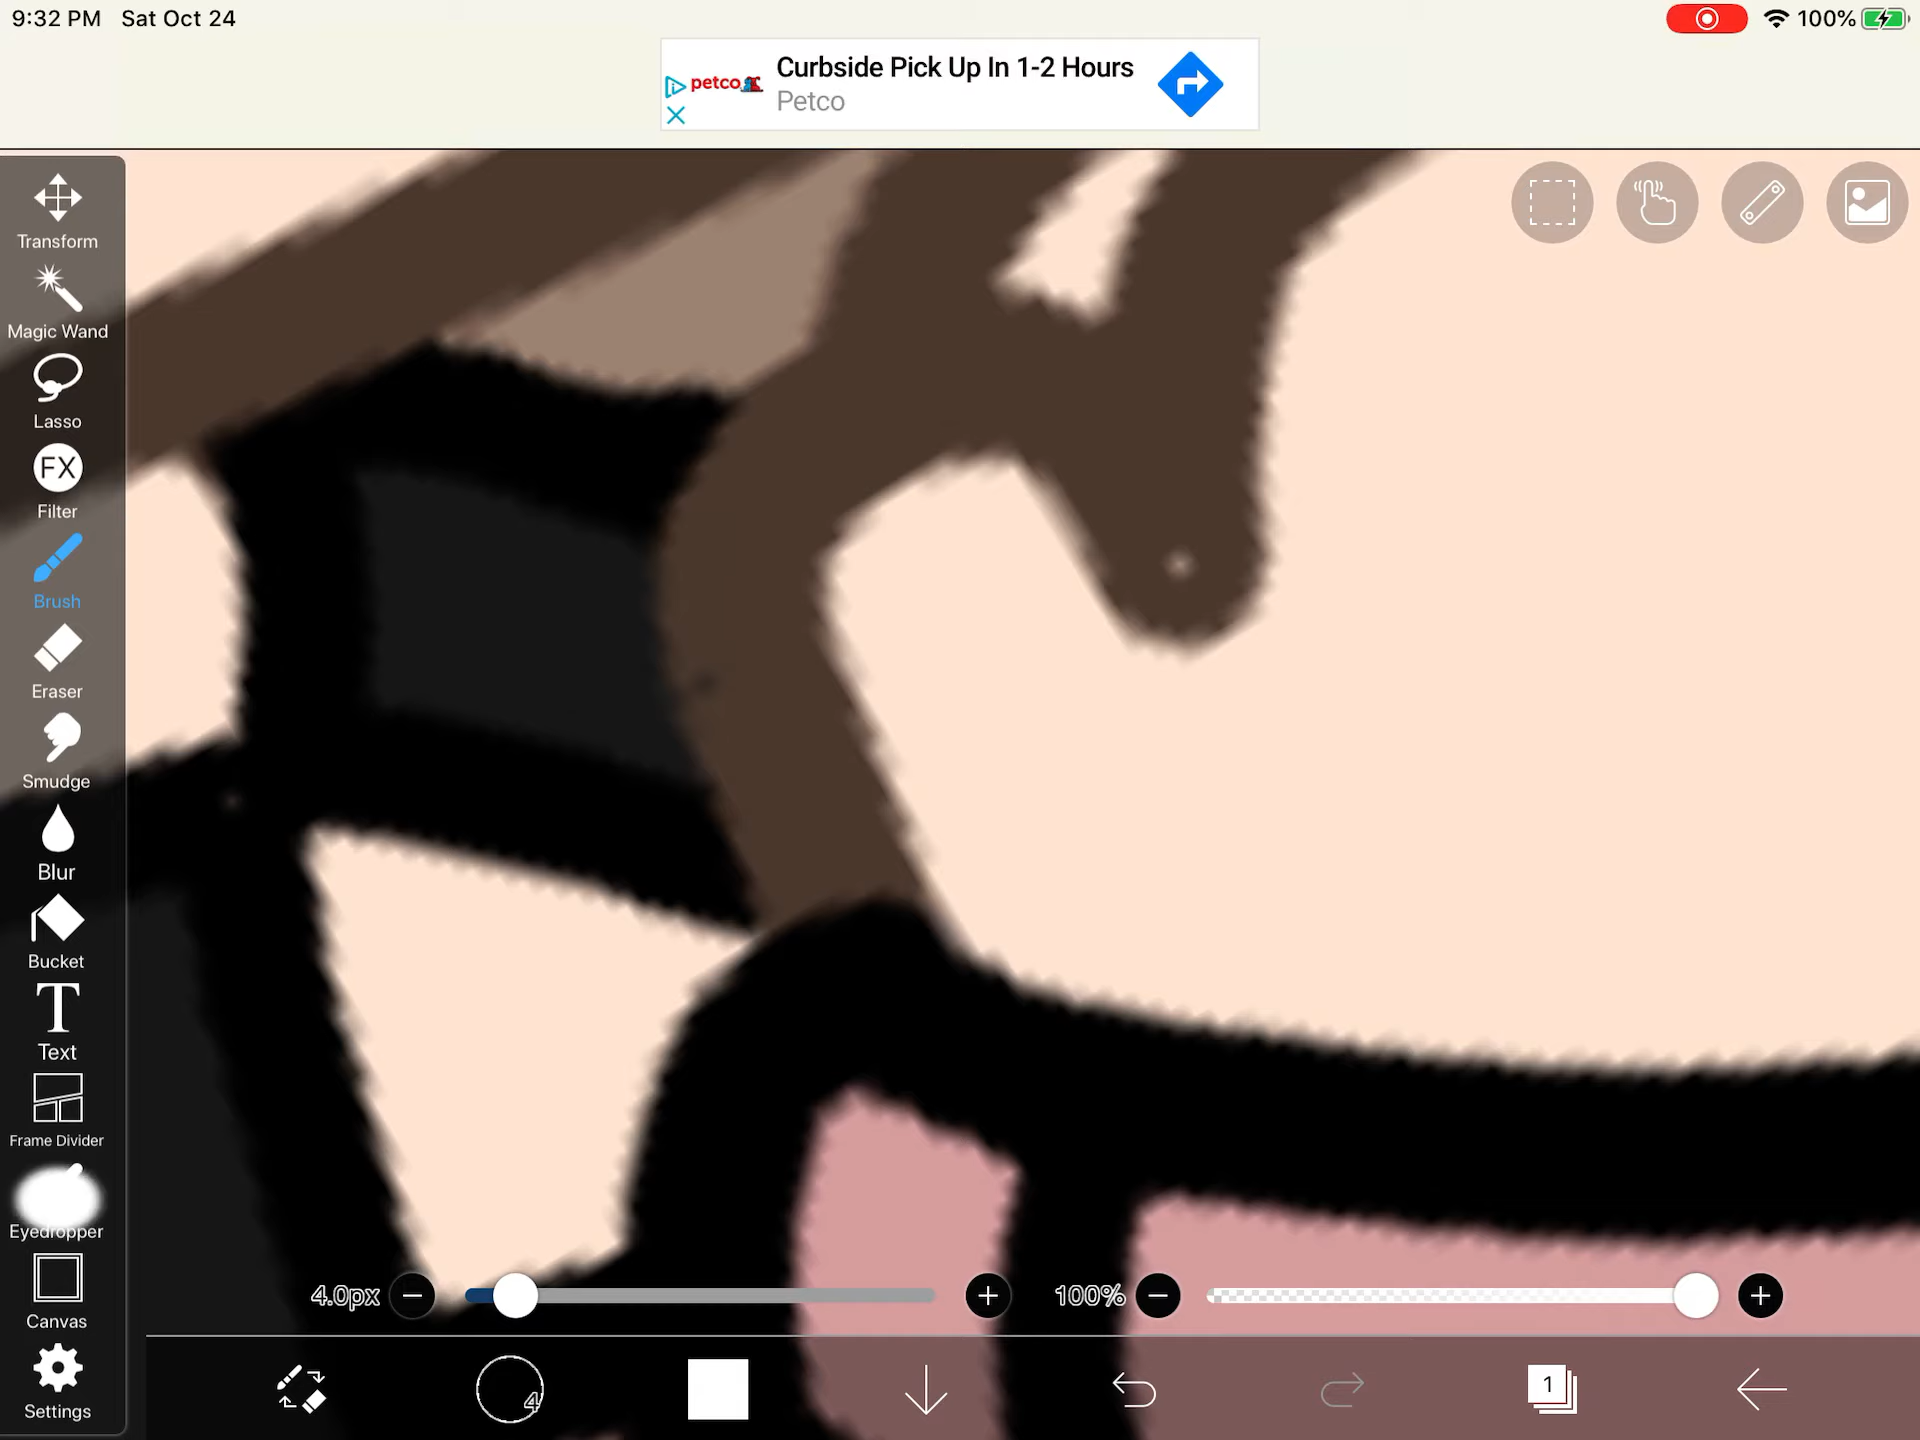 9:32 PM Sat Oct 24
100%
petco
Curbside Pick Up In 1-2 Hours
Petco
Transform
Magic Wand
Lasso
FX
Filter
Brush
Eraser
Smudge
Blur
Bucket
T
Text
Frame Divider
Eyedropper
Canvas
Settings
4.0px
100%
4
1